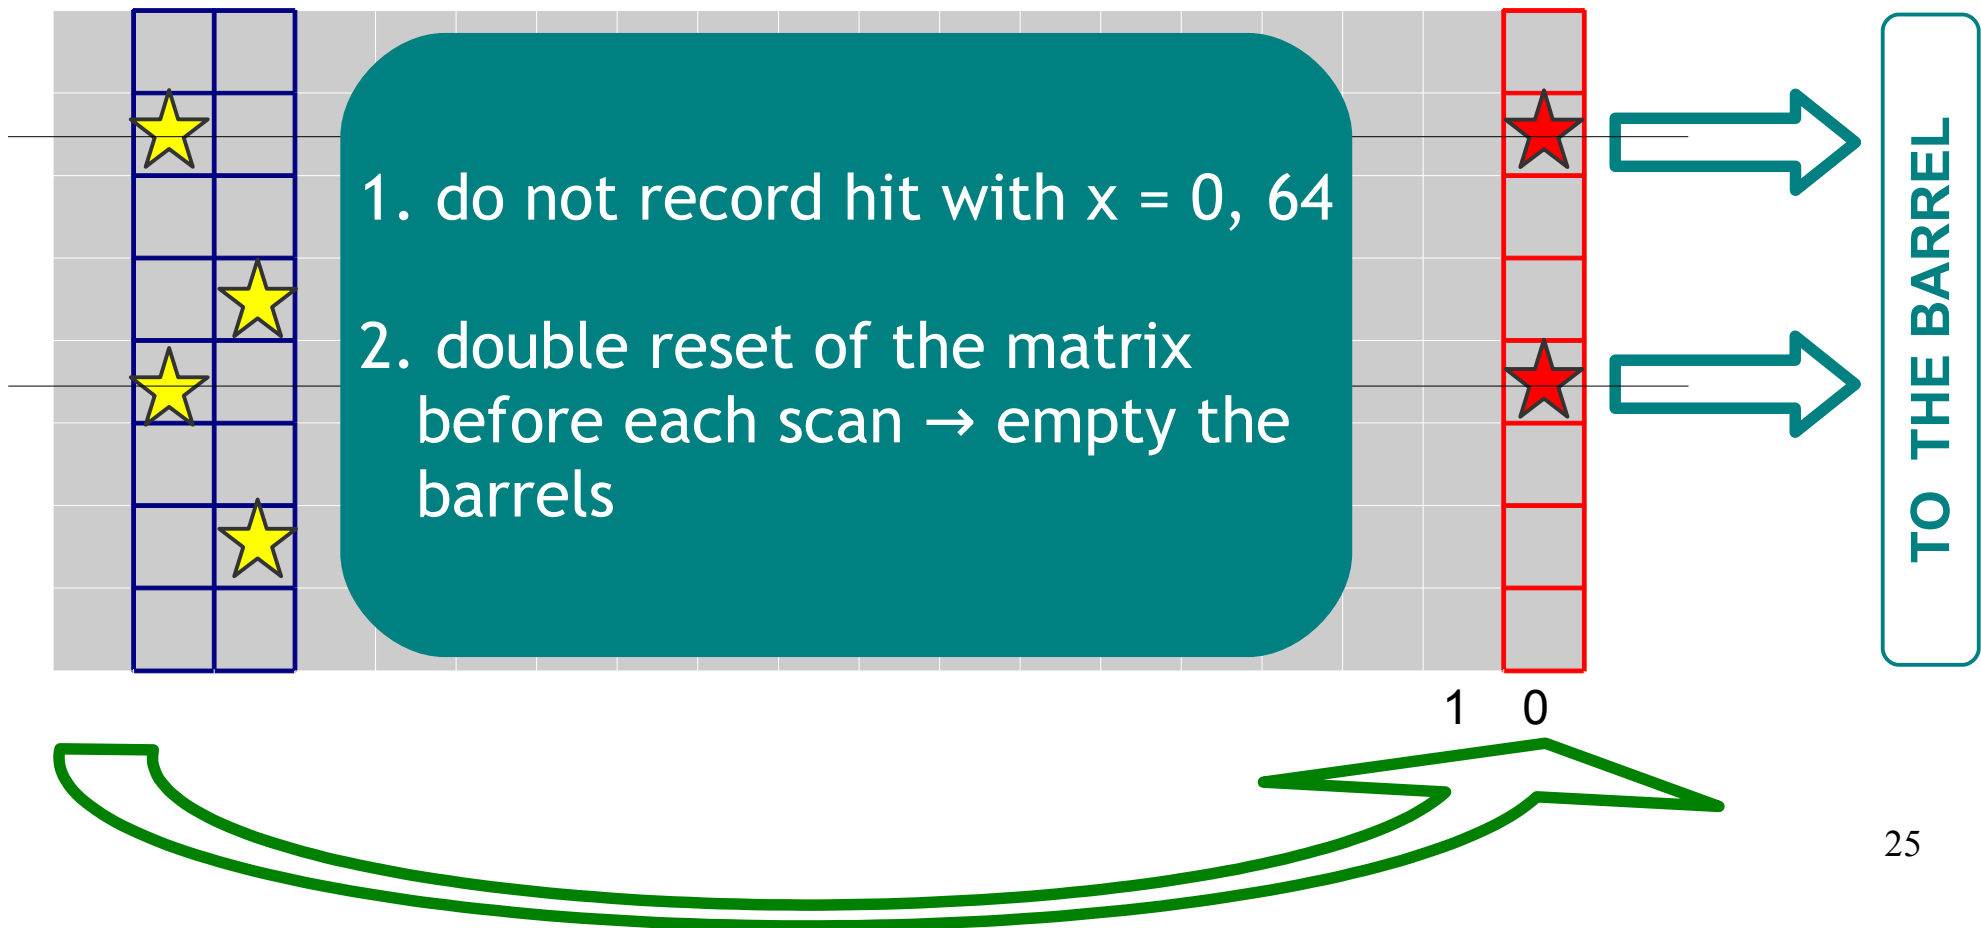 1. do not record hit with x = 0, 64
2. double reset of the matrix
before each scan → empty the
barrels
TO THE BARREL
1 0
25